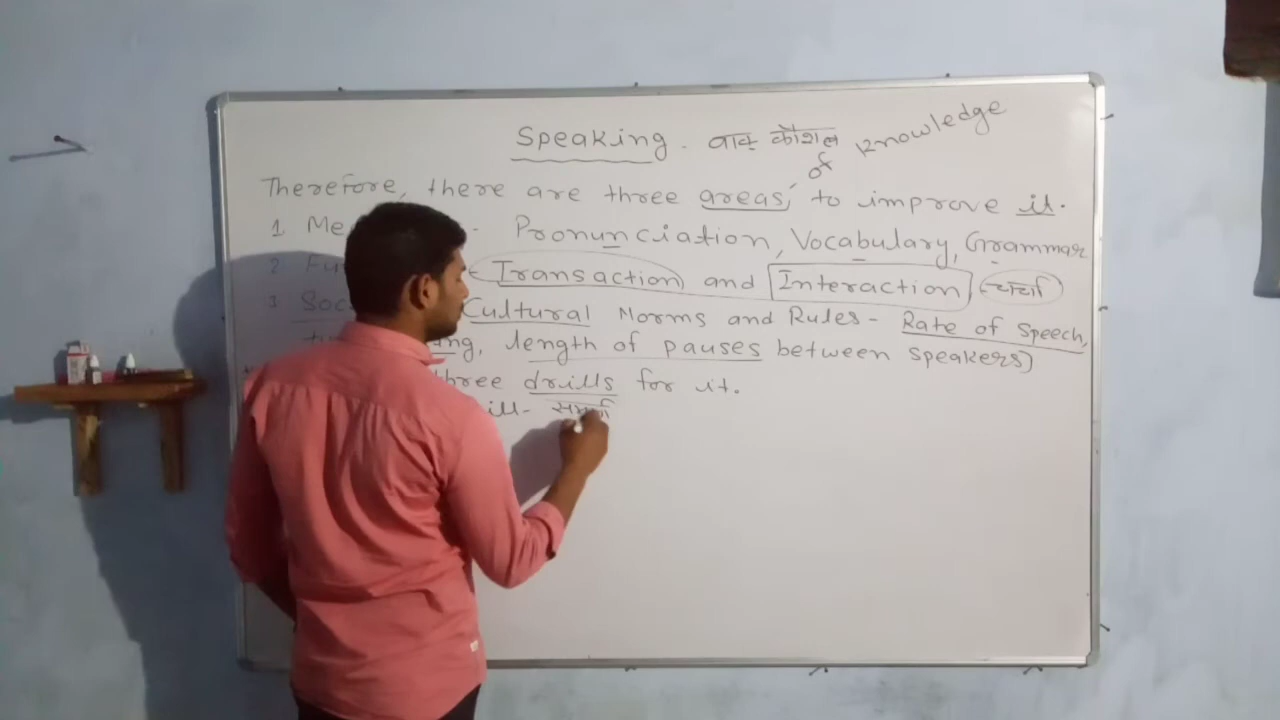 Speaking. वाक् कौशल
Therefore, there are three areas of knowledge to improve it.
1 Me - Pronunciation, Vocabulary, Grammar
2 Fu - Transaction and Interaction (चर्चा)
3 Soc Cultural Norms and Rules - Rate of Speech,
ng, length of pauses between speakers)
three drills for it.
ill-